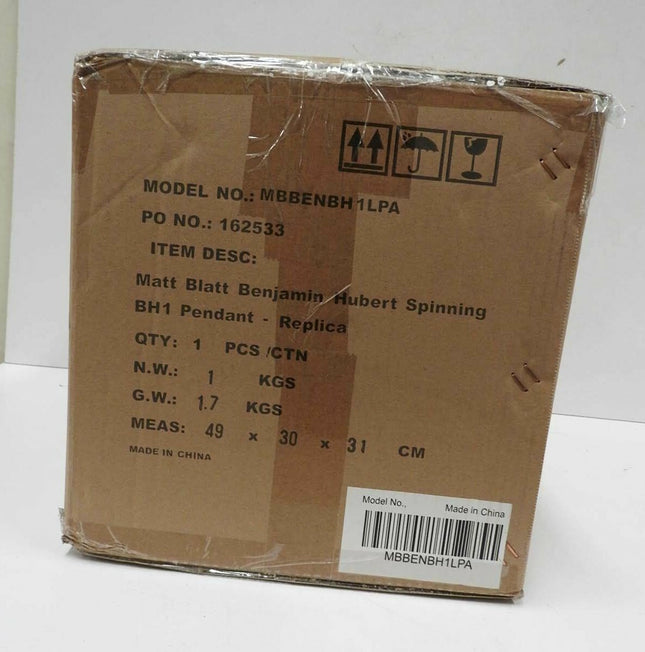 MODEL NO.: MBBENBH1LPA
PO NO.: 162533
ITEM DESC:
Matt Blatt Benjamin Hubert Spinning
BH1 Pendant - Replica
QTY: 1 PCS/CTN
N.W.: 1 KGS
G.W.: 1.7 KGS
MEAS: 49 x 30 x 31 CM
MADE IN CHINA
Model No., Made in China
MBBENBH1LPA